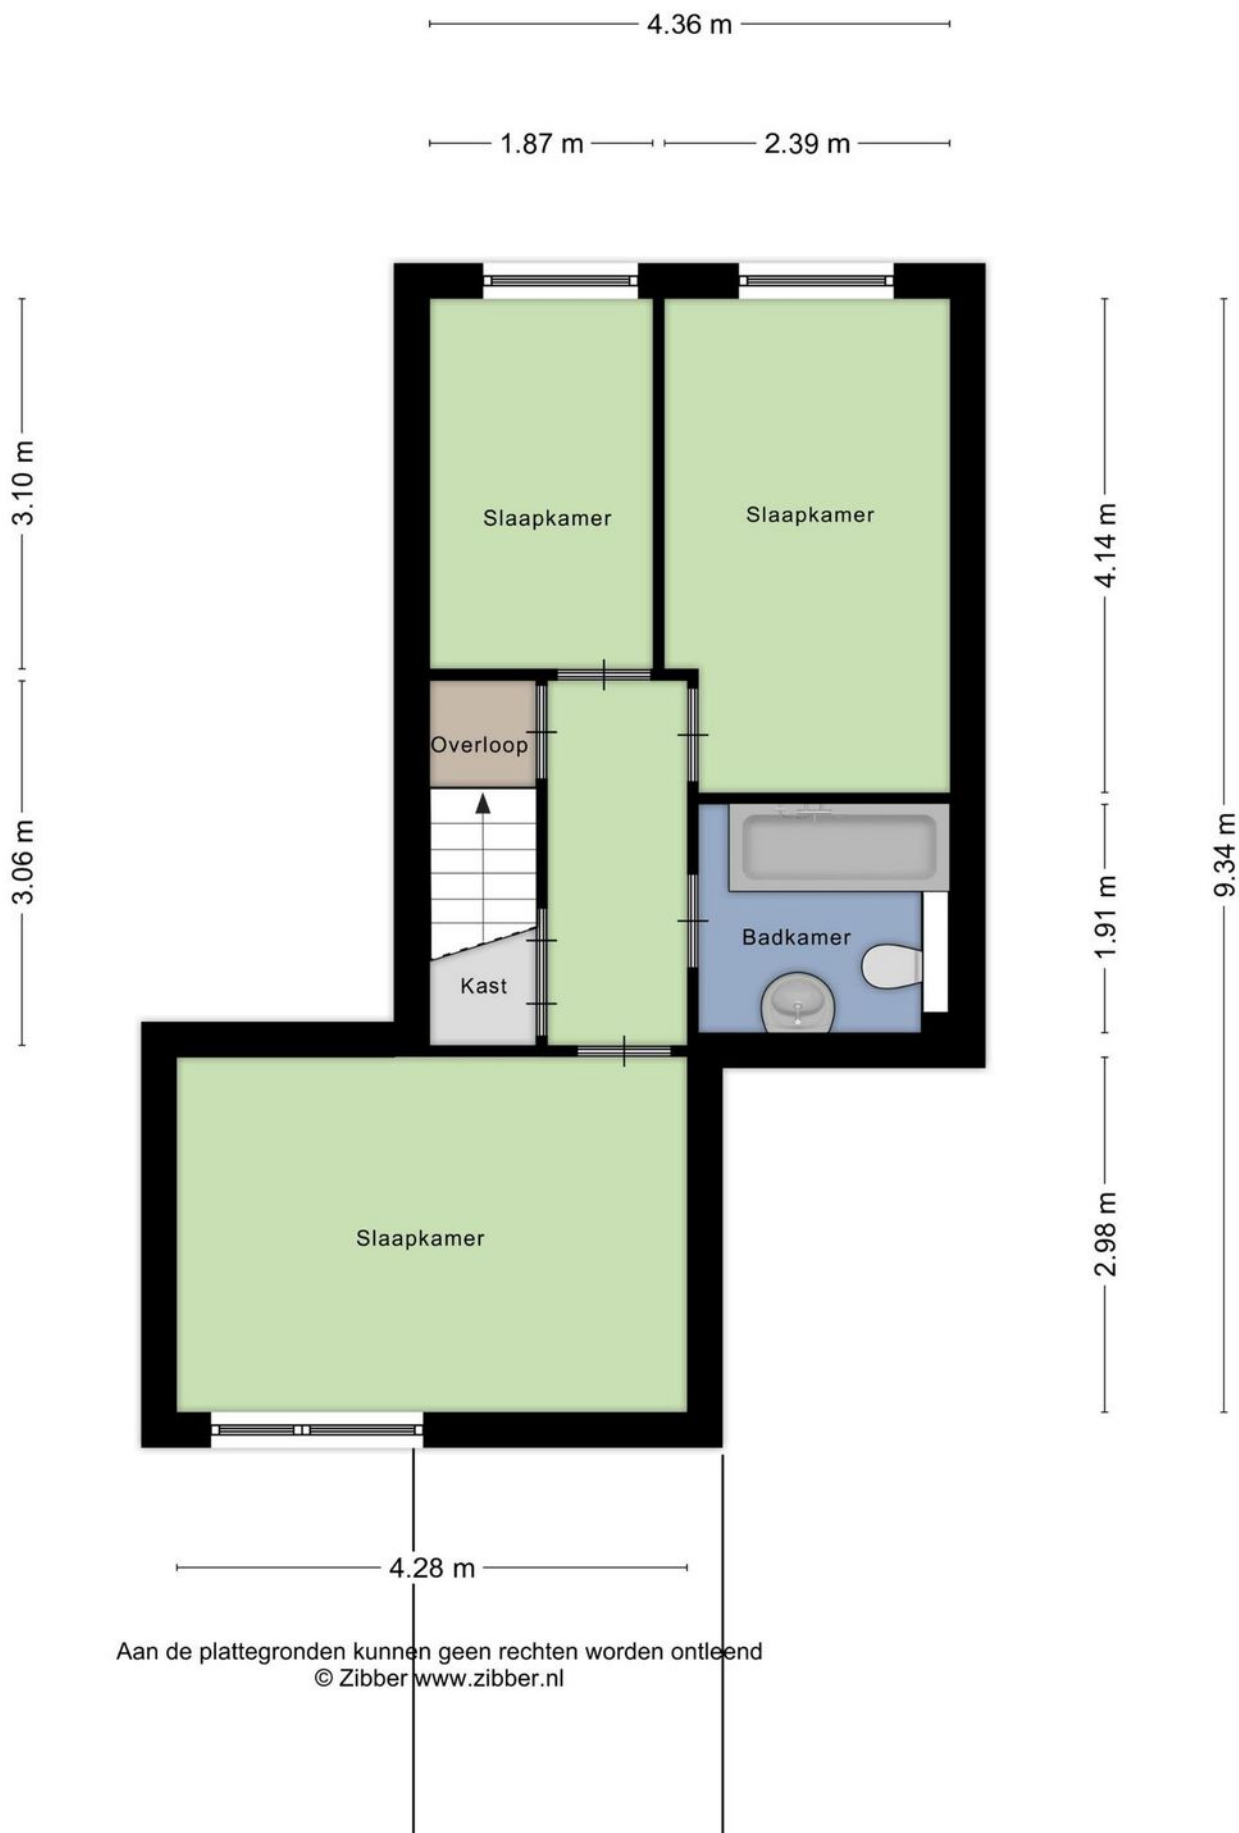 4.36 m
1.87 m
2.39 m
3.10 m
Slaapkamer
Slaapkamer
4.14 m
Overloop
3.06 m
9.34 m
1.91 m
Badkamer
Kast
2.98 m
Slaapkamer
4.28 m
Aan de plattegronden kunnen geen rechten worden ontleend
© Zibber www.zibber.nl